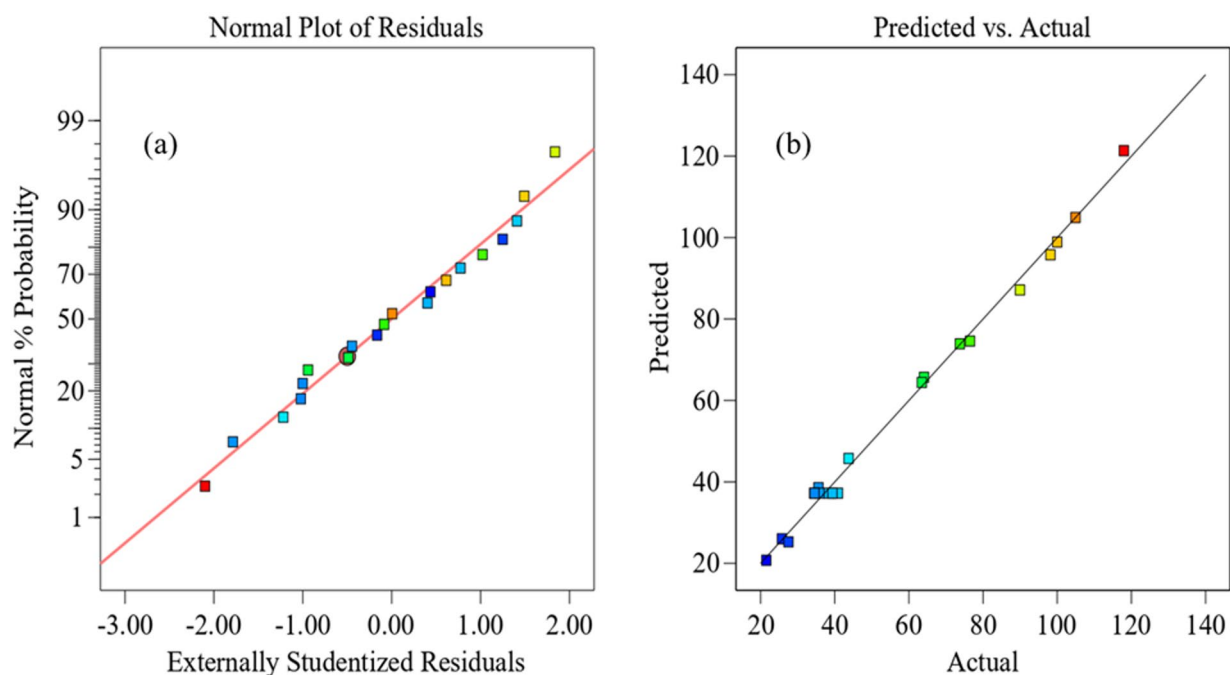 Normal Plot of Residuals
(a)
Normal % Probability
99
90
70
50
20
5
1
-3.00 -2.00 -1.00 0.00 1.00 2.00
Externally Studentized Residuals
Predicted vs. Actual
(b)
Predicted
140
120
100
80
60
40
20
20 40 60 80 100 120 140
Actual